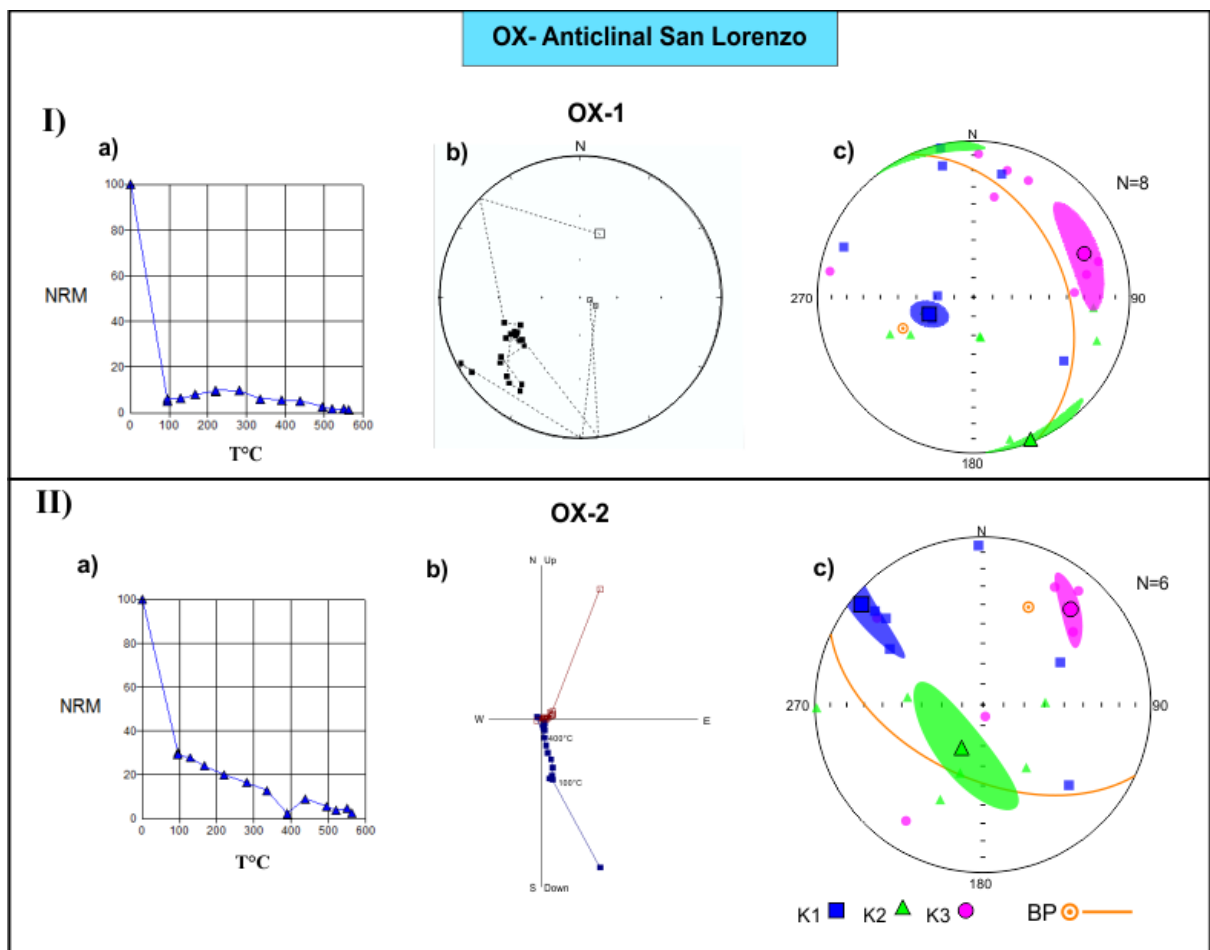 OX- Anticlinal San Lorenzo
I)
OX-1
a)
100
80
60
NRM
40
20
0
0 100 200 300 400 500 600
T°C
b)
N
c)
N
N=8
270
90
180
II)
OX-2
a)
100
80
60
NRM
40
20
0
0 100 200 300 400 500 600
T°C
b)
N Up
W
E
400°C
100°C
S Down
c)
N
N=6
270
90
180
K1 K2 K3 BP